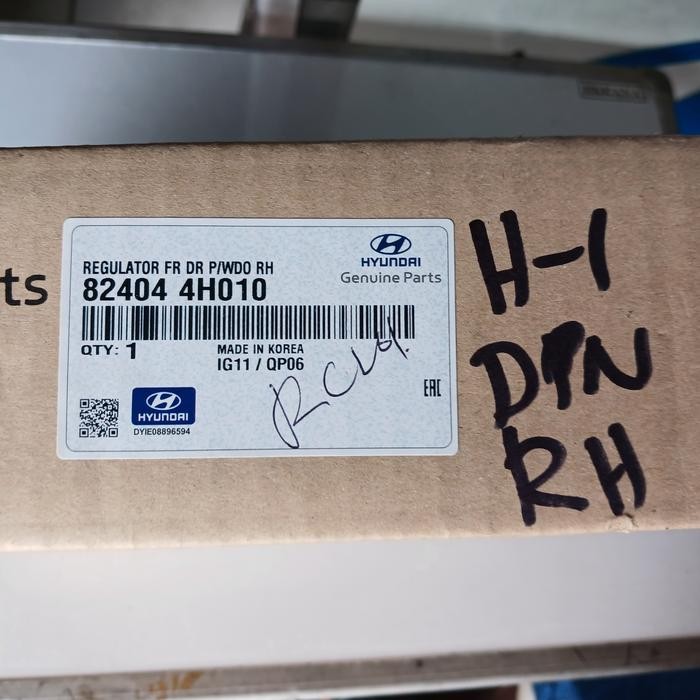 ts
REGULATOR FR DR P/WDO RH
82404 4H010
HYUNDAI
Genuine Parts
QTY: 1
MADE IN KOREA
IG11 / QP06
HYUNDAI
DYIE08896594
EAC
H-1
DPN
RH